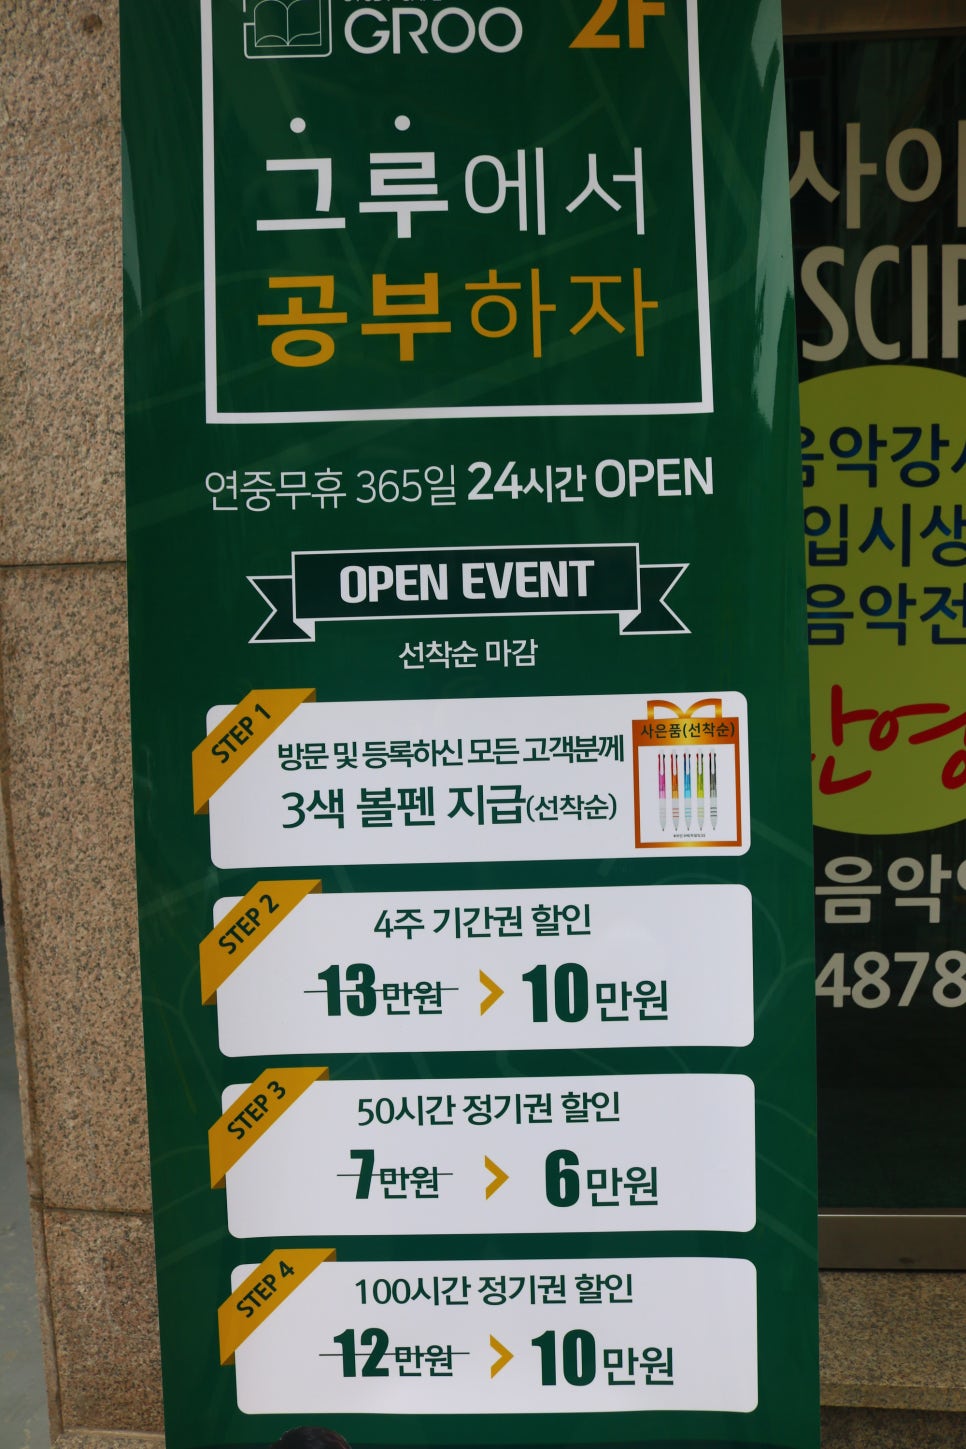 GROO
2F
그루에서
공부하자
연중무휴 365일 24시간 OPEN
OPEN EVENT
선착순 마감
STEP 1
방문 및 등록하신 모든 고객분께
3색 볼펜 지급(선착순)
사은품(선착순)
STEP 2
4주 기간권 할인
13만원 > 10만원
STEP 3
50시간 정기권 할인
7만원 > 6만원
STEP 4
100시간 정기권 할인
12만원 > 10만원
사이
SCIP
음악강사
입시생
음악전
음악
4878